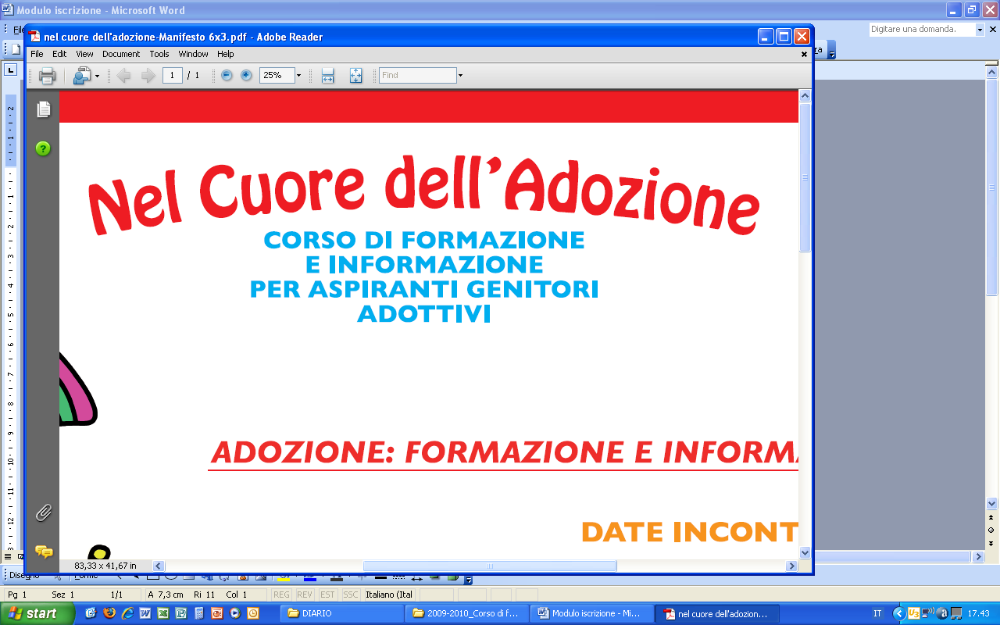 Modulo iscrizione - Microsoft Word
Digitare una domanda.
nel cuore dell'adozione-Manifesto 6x3.pdf - Adobe Reader
File Edit View Document Tools Window Help
1 / 1 25% Find
Nel Cuore dell'Adozione
CORSO DI FORMAZIONE
E INFORMAZIONE
PER ASPIRANTI GENITORI
ADOTTIVI
ADOZIONE: FORMAZIONE E INFORMA
DATE INCONT
83,33 x 41,67 in
Disegno Forme
Pg 1 Sez 1 1/1 A 7,3 cm Ri 11 Col 1 REG REV EST SSC Italiano (Ital
start DIARIO 2009-2010_Corso di f... Modulo iscrizione - Mi... nel cuore dell'adozion... IT 17.43